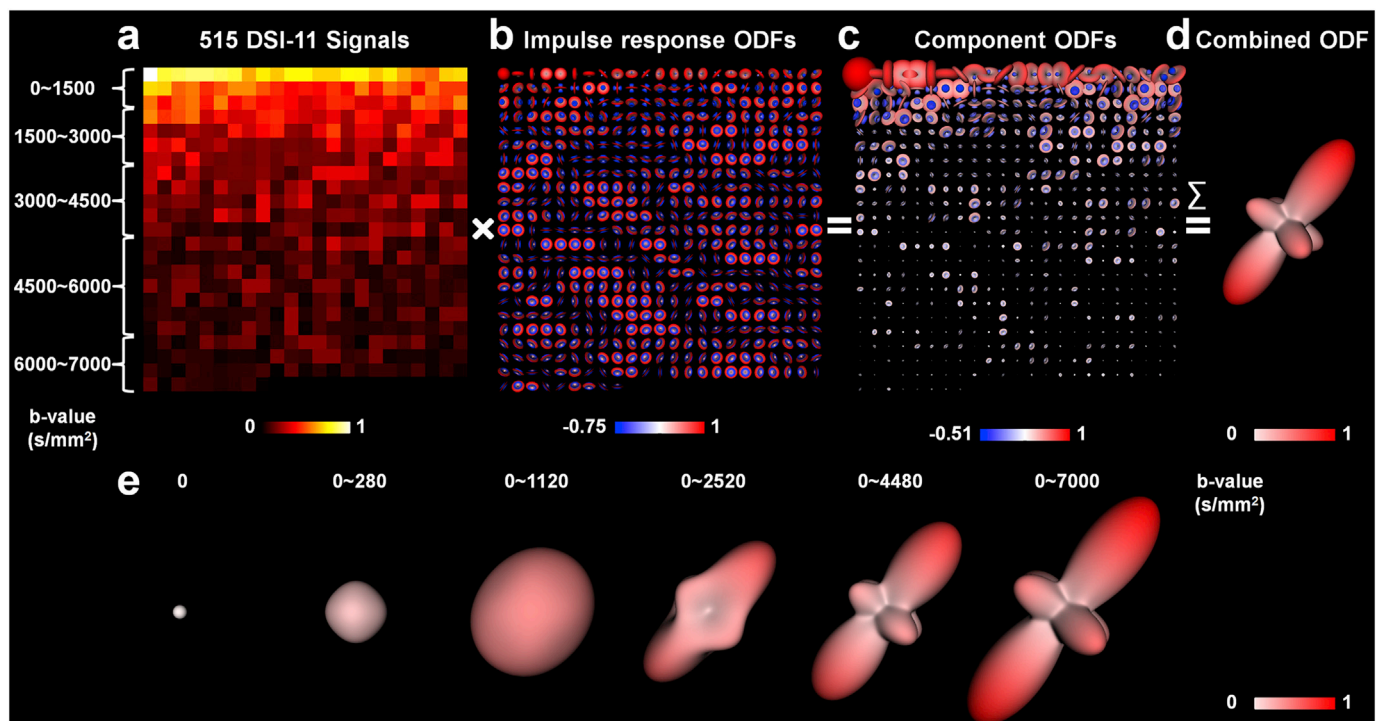 a 515 DSI-11 Signals
b Impulse response ODFs
c Component ODFs
d Combined ODF
0~1500
1500~3000
3000~4500
4500~6000
6000~7000
×
=
Σ
=
b-value
(s/mm²)
0 1
-0.75 1
-0.51 1
0 1
e 0 0~280 0~1120 0~2520 0~4480 0~7000 b-value
(s/mm²)
0 1